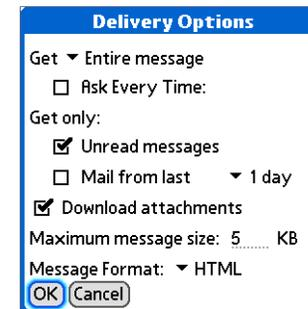 Delivery Options
Get ▼ Entire message
Ask Every Time:
Get only:
Unread messages
Mail from last ▼ 1 day
Download attachments
Maximum message size: 5 KB
Message Format: ▼ HTML
OK Cancel